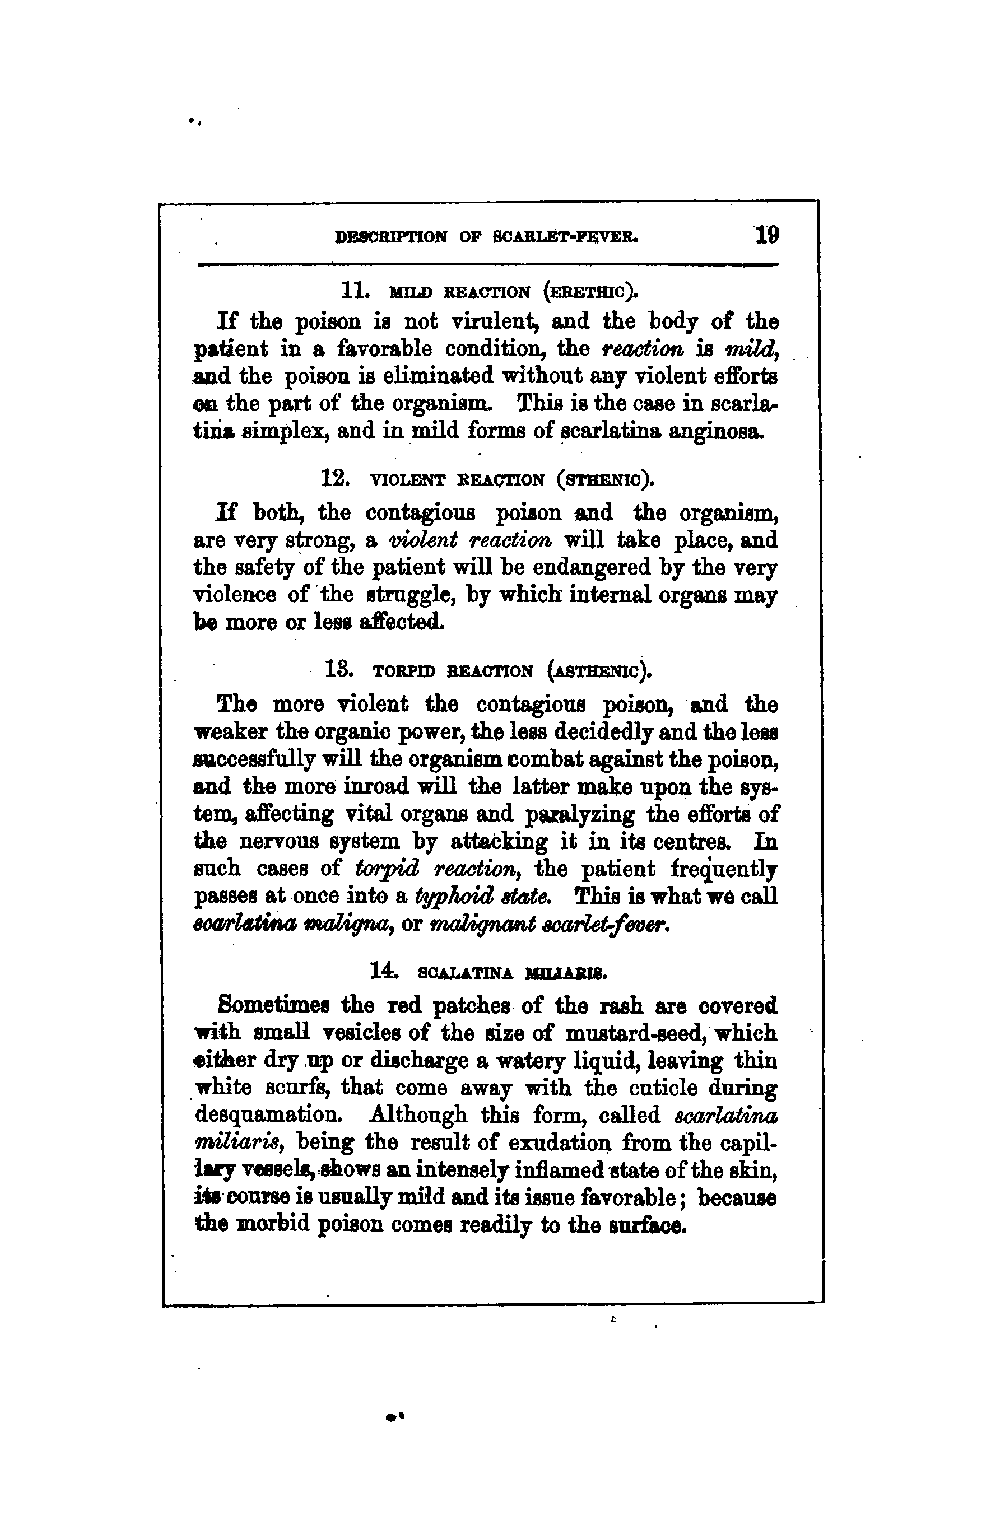 DESCRIPTION OF SCARLET-FEVER. 19
11. MILD REACTION (ERETHIC).
If the poison is not virulent, and the body of the
patient in a favorable condition, the reaction is mild,
and the poison is eliminated without any violent efforts
on the part of the organism. This is the case in scarla-
tina simplex, and in mild forms of scarlatina anginosa.
12. VIOLENT REACTION (STHENIC).
If both, the contagious poison and the organism,
are very strong, a violent reaction will take place, and
the safety of the patient will be endangered by the very
violence of the struggle, by which internal organs may
be more or less affected.
13. TORPID REACTION (ASTHENIC).
The more violent the contagious poison, and the
weaker the organic power, the less decidedly and the less
successfully will the organism combat against the poison,
and the more inroad will the latter make upon the sys-
tem, affecting vital organs and paralyzing the efforts of
the nervous system by attacking it in its centres. In
such cases of torpid reaction, the patient frequently
passes at once into a typhoid state. This is what we call
scarlatina maligna, or malignant scarlet-fever.
14. SCALATINA MILIARIS.
Sometimes the red patches of the rash are covered
with small vesicles of the size of mustard-seed, which
either dry up or discharge a watery liquid, leaving thin
white scurfs, that come away with the cuticle during
desquamation. Although this form, called scarlatina
miliaris, being the result of exudation from the capil-
lary vessels, shows an intensely inflamed state of the skin,
its course is usually mild and its issue favorable; because
the morbid poison comes readily to the surface.